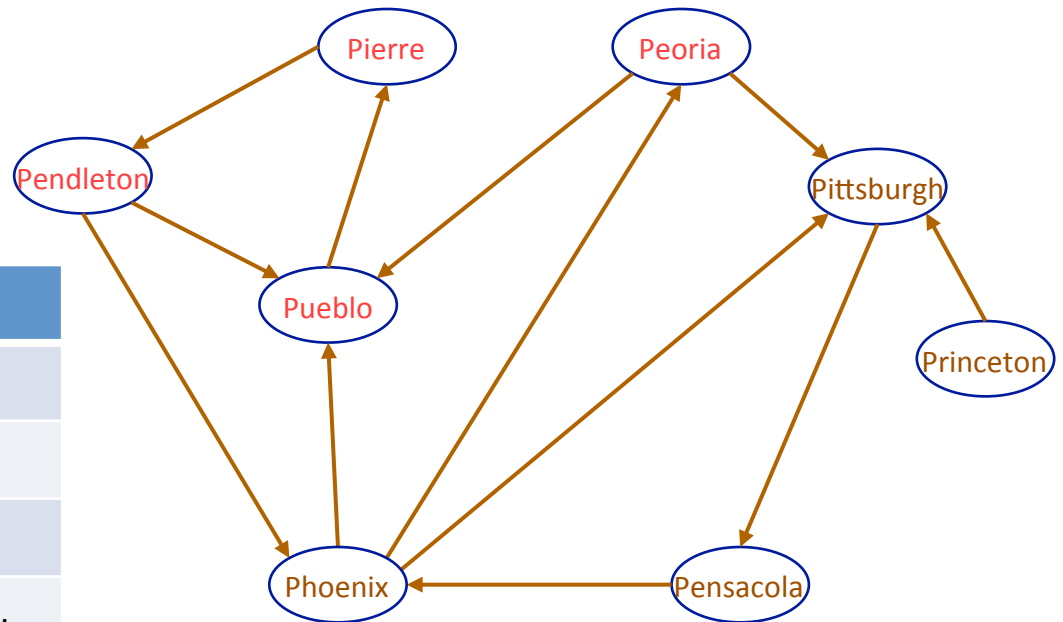 Pierre
Peoria
Pendleton
Pittsburgh
Pueblo
Princeton
Phoenix
Pensacola